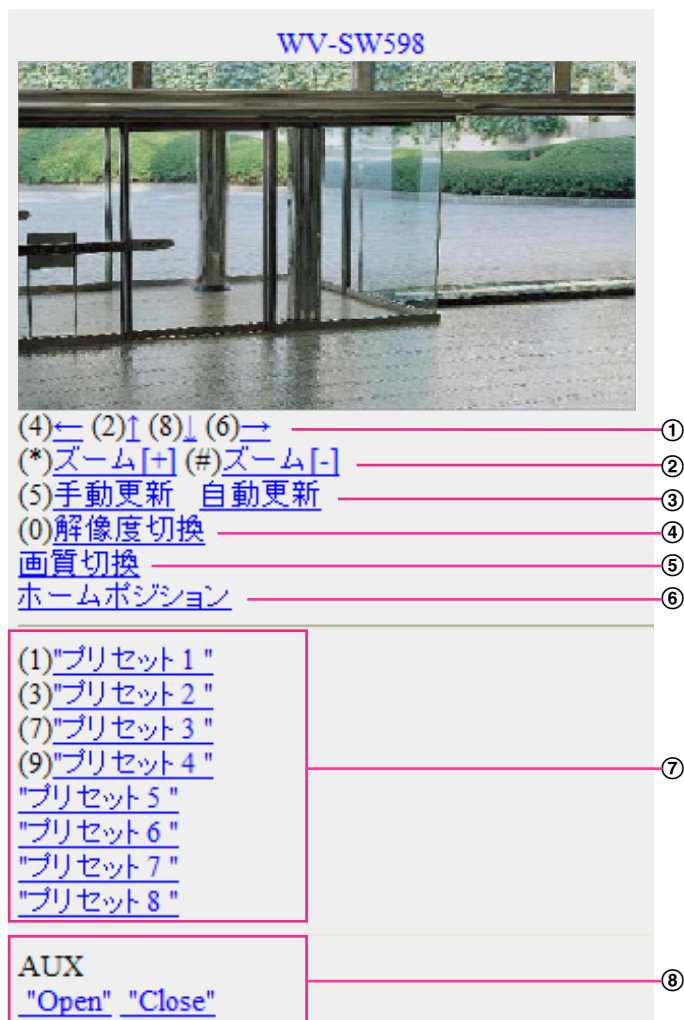 WV-SW598
(4)← (2)↑ (8)↓ (6)→ ①
(*)ズーム[+] (#)ズーム[-] ②
(5)手動更新 自動更新 ③
(0)解像度切換 ④
画質切換 ⑤
ホームポジション ⑥
(1)"プリセット 1 "
(3)"プリセット 2 "
(7)"プリセット 3 "
(9)"プリセット 4 " ⑦
"プリセット 5 "
"プリセット 6 "
"プリセット 7 "
"プリセット 8 "
AUX ⑧
"Open" "Close"